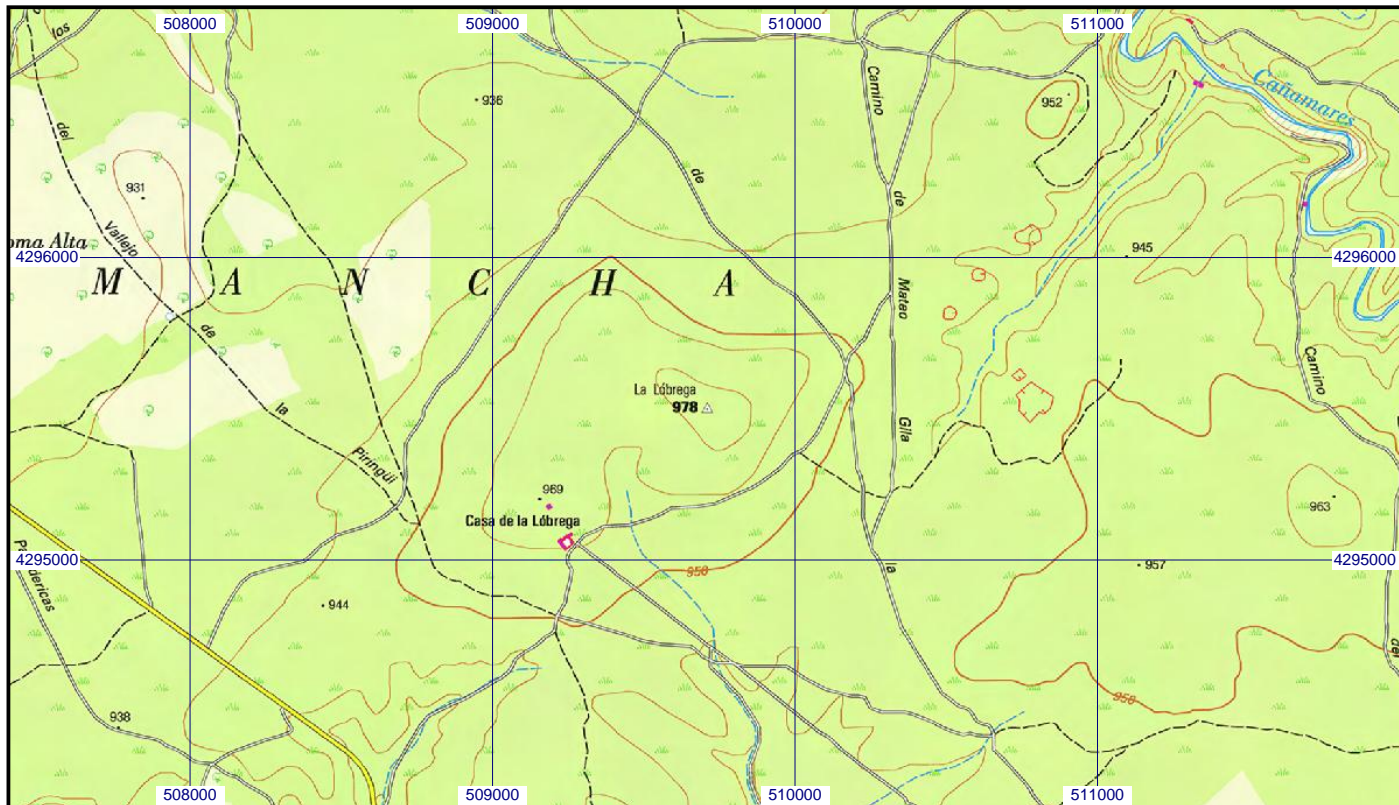 508000
509000
510000
511000
los
Camino
Cañamares
936
952
del
931
de
de
945
Vallejo
oma Alta
4296000
4296000
M A N C H A
Matao
de
Camino
La Lóbrega
978
la
Gila
Piringüi
969
963
Casa de la Lóbrega
4295000
4295000
950
la
957
944
del
950
938
508000
509000
510000
511000